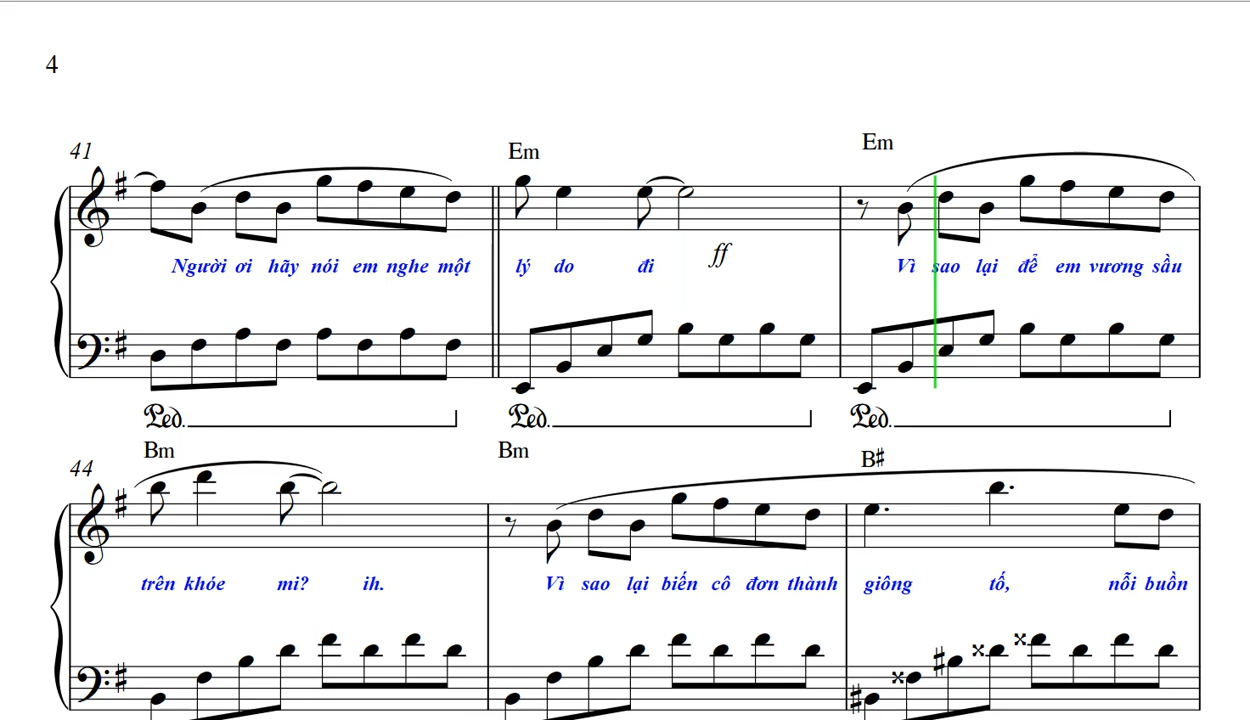 4
41
Em
Em
Người ơi hãy nói em nghe một lý do đi ff Vì sao lại để em vương sầu
Ped. Ped. Ped.
Bm Bm B♯
44
trên khóe mi? ih. Vì sao lại biến cô đơn thành giông tố, nỗi buồn